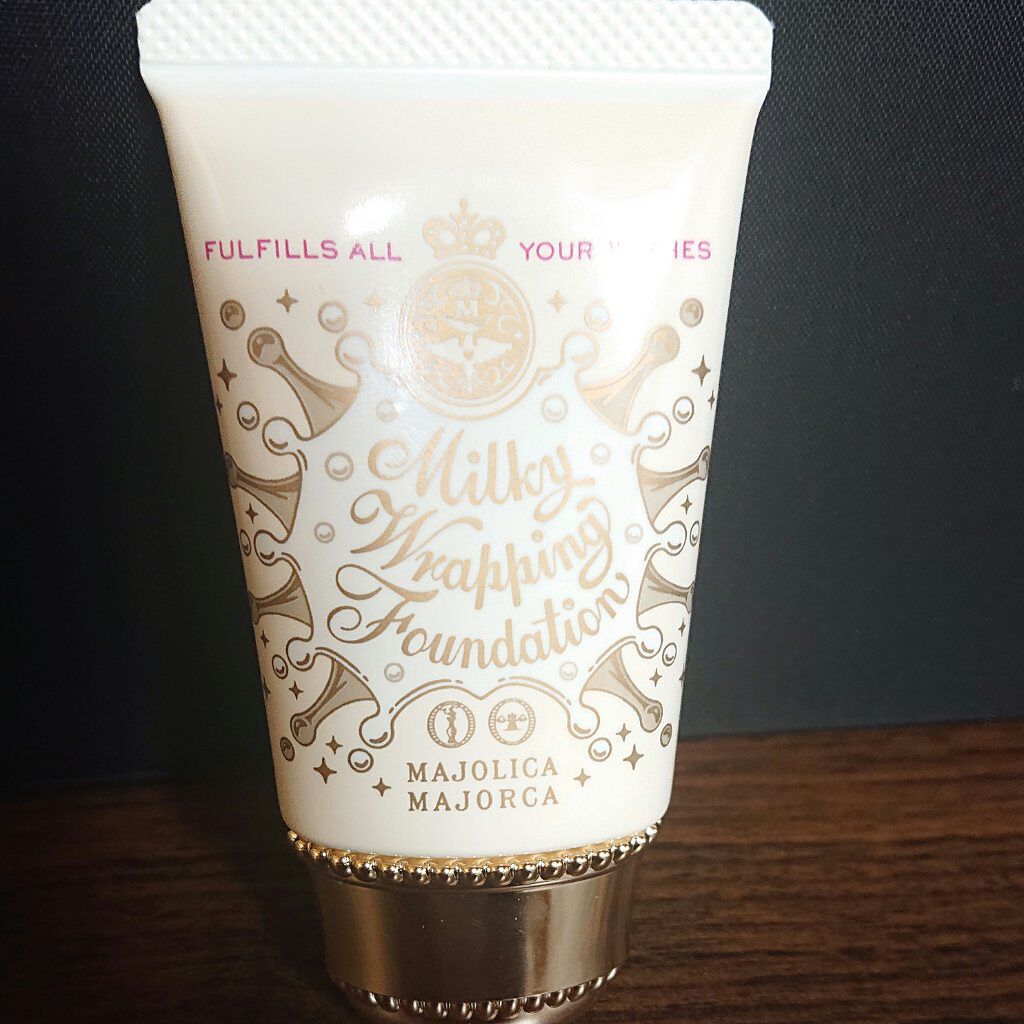 FULFILLS ALL YOUR
M
Milky
Wrapping
Foundation
MAJOLICA
MAJORCA